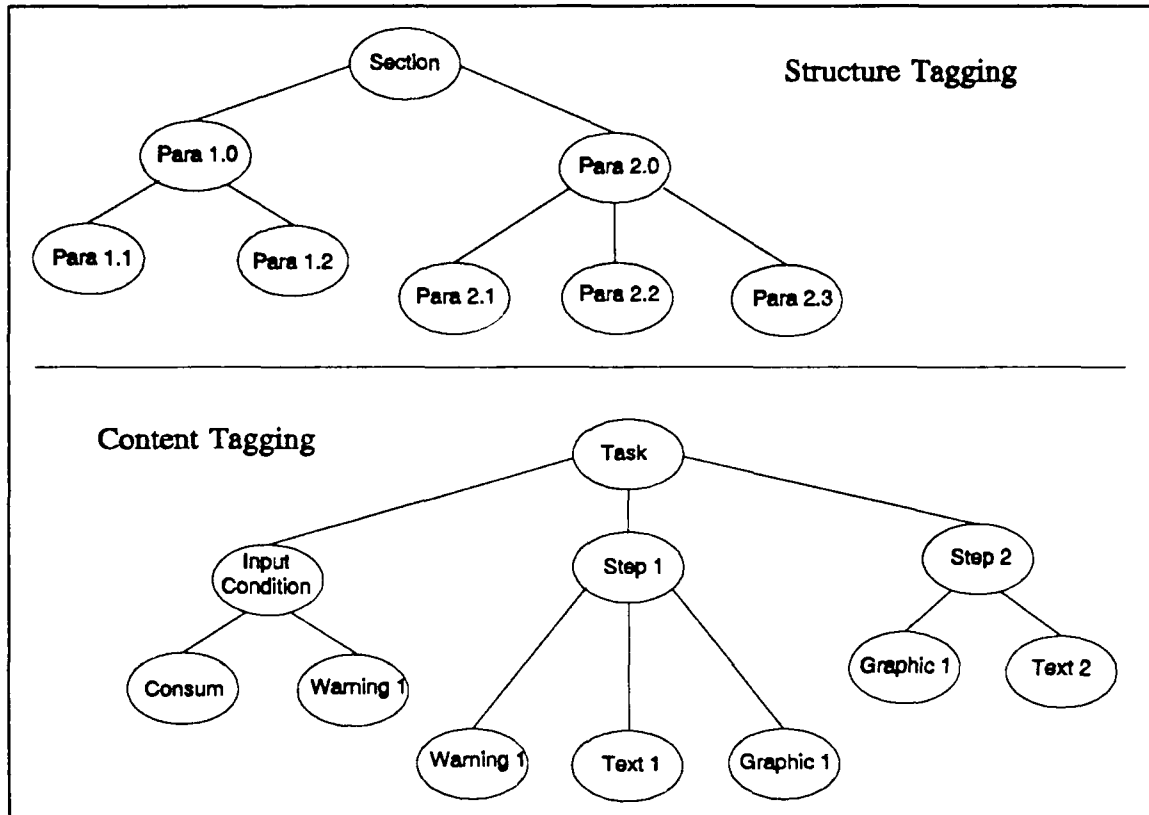 Section
Structure Tagging
Para 1.0
Para 2.0
Para 1.1
Para 1.2
Para 2.1
Para 2.2
Para 2.3
Content Tagging
Task
Input
Condition
Step 1
Step 2
Consum
Warning 1
Graphic 1
Text 2
Warning 1
Text 1
Graphic 1